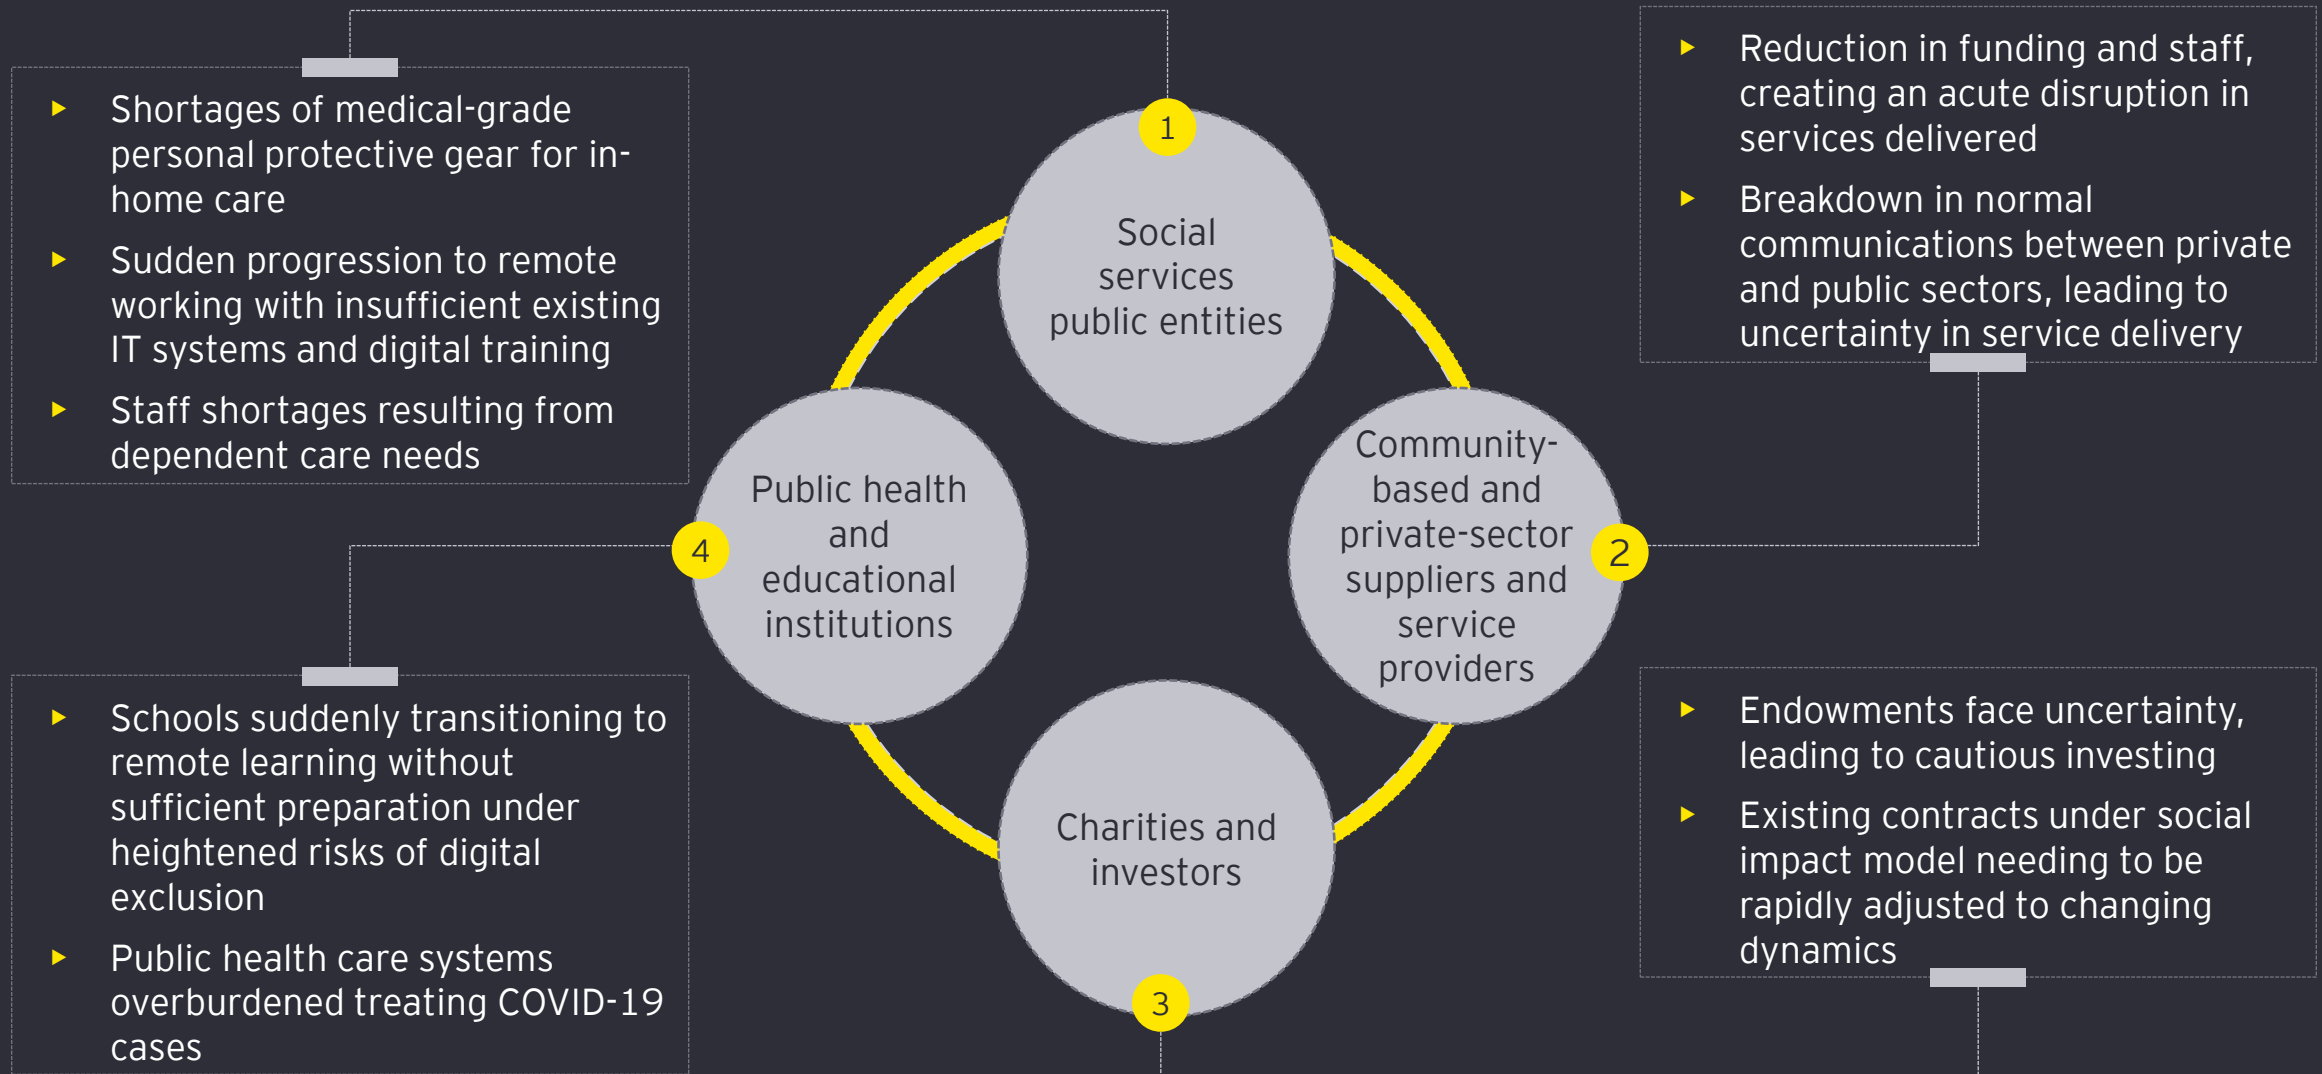 Shortages of medical-grade
personal protective gear for in-
home care
Sudden progression to remote
working with insufficient existing
IT systems and digital training
Staff shortages resulting from
dependent care needs
1
Social
services
public entities
Reduction in funding and staff,
creating an acute disruption in
services delivered
Breakdown in normal
communications between private
and public sectors, leading to
uncertainty in service delivery
Community-
based and
private-sector
suppliers and
service
providers
2
4
Public health
and
educational
institutions
Schools suddenly transitioning to
remote learning without
sufficient preparation under
heightened risks of digital
exclusion
Public health care systems
overburdened treating COVID-19
cases
Charities and
investors
3
Endowments face uncertainty,
leading to cautious investing
Existing contracts under social
impact model needing to be
rapidly adjusted to changing
dynamics